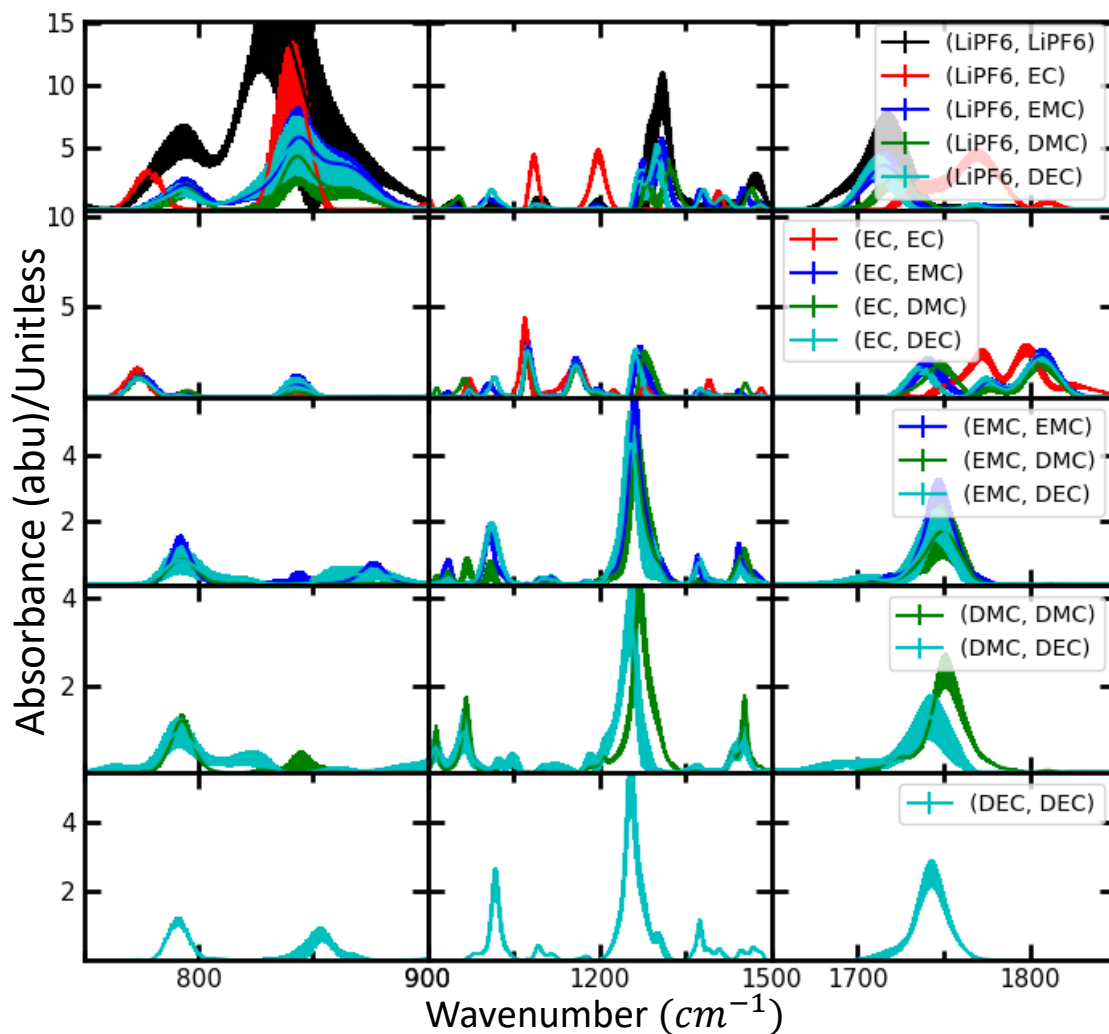 Absorbance (abu)/Unitless
15
10
5
(LiPF6, LiPF6)
(LiPF6, EC)
(LiPF6, EMC)
(LiPF6, DMC)
(LiPF6, DEC)
10
5
(EC, EC)
(EC, EMC)
(EC, DMC)
(EC, DEC)
4
2
(EMC, EMC)
(EMC, DMC)
(EMC, DEC)
4
2
(DMC, DMC)
(DMC, DEC)
4
2
(DEC, DEC)
800 900 1200 1500 1700 1800
Wavenumber (cm⁻¹)